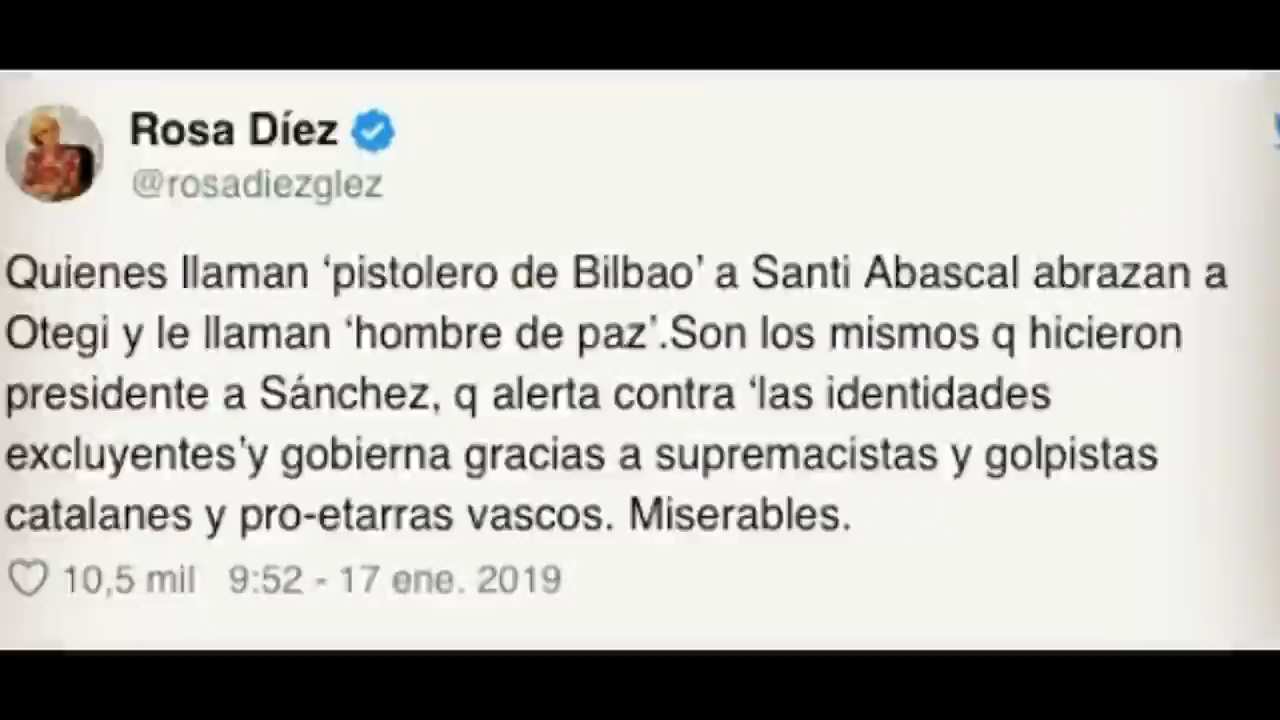 Rosa Díez
@rosadiezglez
Quienes llaman ‘pistolero de Bilbao’ a Santi Abascal abrazan a
Otegi y le llaman ‘hombre de paz’.Son los mismos q hicieron
presidente a Sánchez, q alerta contra ‘las identidades
excluyentes’y gobierna gracias a supremacistas y golpistas
catalanes y pro-etarras vascos. Miserables.
10,5 mil 9:52 - 17 ene. 2019